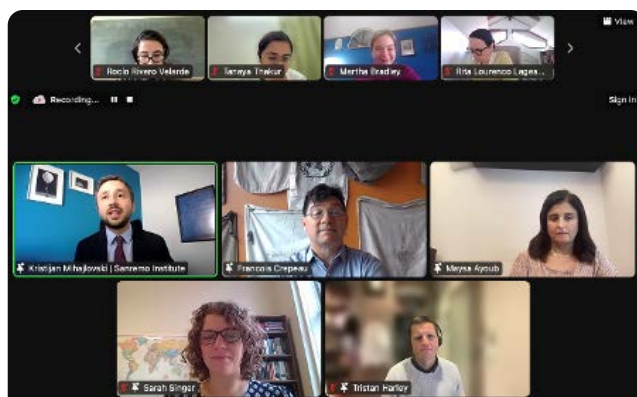 View
Rocio Rivero Velarde
Tanaya Thakur
Martha Bradley
Rita Lourenco Lagea...
Recording...
Sign in
Kristijan Mihajlovski | Sanremo Institute
Francois Crepeau
Maysa Ayoub
Sarah Singer
Tristan Harley